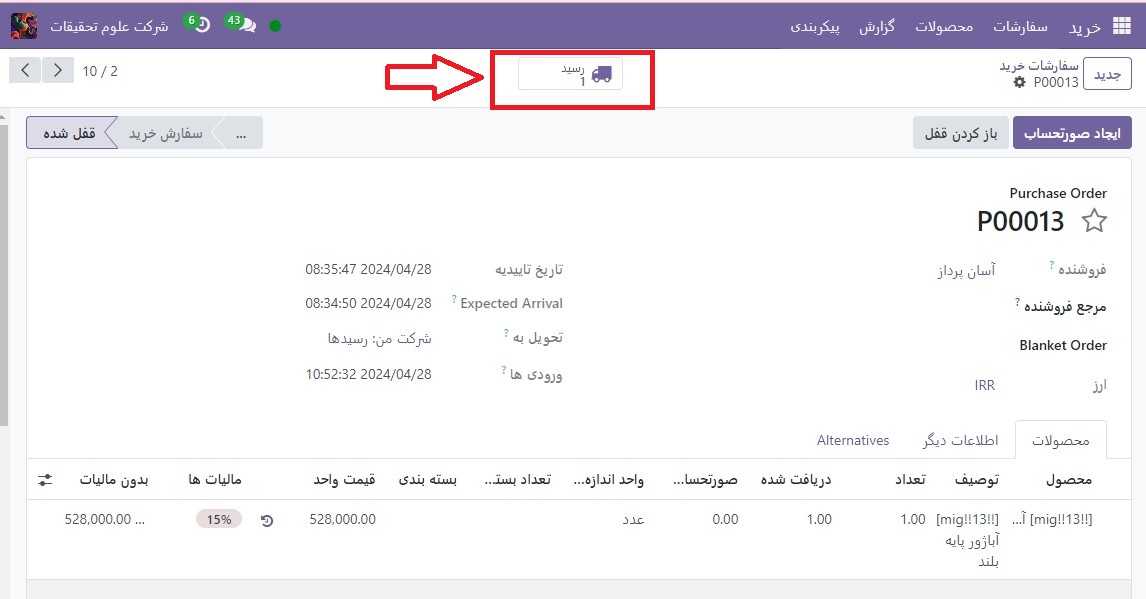 خرید سفارشات محصولات گزارش پیکربندی 43 6 شرکت علوم تحقیقات
جدید سفارشات خرید
P00013
رسید
1
10 / 2
ایجاد صورتحساب باز کردن قفل ... سفارش خرید قفل شده
Purchase Order
P00013
فروشنده ? آسان پرداز
مرجع فروشنده ?
Blanket Order
ارز IRR
تاریخ تاییدیه 08:35:47 2024/04/28
Expected Arrival ? 08:34:50 2024/04/28
تحویل به ? شرکت من: رسیدها
ورودی ها ? 10:52:32 2024/04/28
محصولات اطلاعات دیگر Alternatives
محصول توصیف تعداد دریافت شده صورتحسا... واحد اندازه... تعداد بست... بسته بندی قیمت واحد مالیات ها بدون مالیات
[mig!!13!!] آ... [mig!!13!!] 1.00 1.00 0.00 عدد 528,000.00 15% 528,000.00 ...
آباژور پایه
بلند